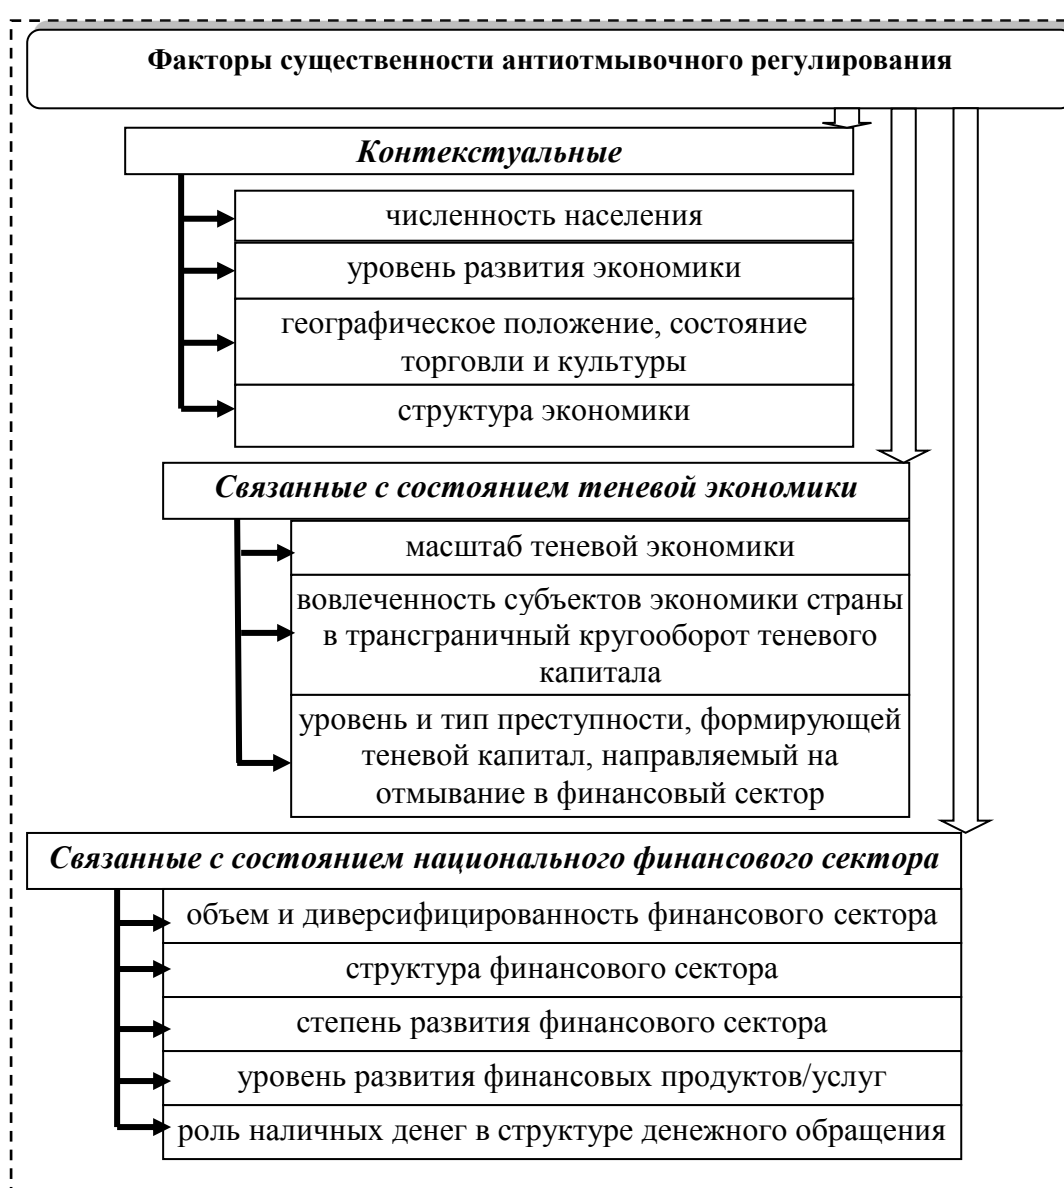 Факторы существенности антиотмывочного регулирования
Контекстуальные
численность населения
уровень развития экономики
географическое положение, состояние
торговли и культуры
структура экономики
Связанные с состоянием теневой экономики
масштаб теневой экономики
вовлеченность субъектов экономики страны
в трансграничный кругооборот теневого
капитала
уровень и тип преступности, формирующей
теневой капитал, направляемый на
отмывание в финансовый сектор
Связанные с состоянием национального финансового сектора
объем и диверсифицированность финансового сектора
структура финансового сектора
степень развития финансового сектора
уровень развития финансовых продуктов/услуг
роль наличных денег в структуре денежного обращения